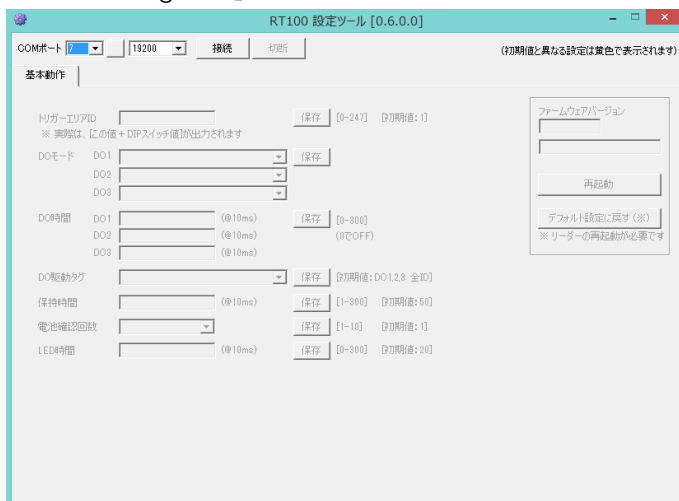 RT100 設定ツール [0.6.0.0]
COMポート 7 19200 接続 切断 (初期値と異なる設定は黄色で表示されます)
基本動作
トリガーエリアID 保存 [0-247] [初期値:1] ファームウェアバージョン
※ 実際は、[この値+DIPスイッチ値]が出力されます
DOモード DO1 保存
DO2 再起動
DO3
DO時間 DO1 (@10ms) 保存 [0-300] デフォルト設定に戻す(※)
DO2 (@10ms) (0でOFF) ※ リーダーの再起動が必要です
DO3 (@10ms)
DO駆動タグ 保存 [初期値:DO1,2,3 全ID]
保持時間 (@10ms) 保存 [1-300] [初期値:50]
電池確認回数 保存 [1-10] [初期値:1]
LED時間 (@10ms) 保存 [0-300] [初期値:20]